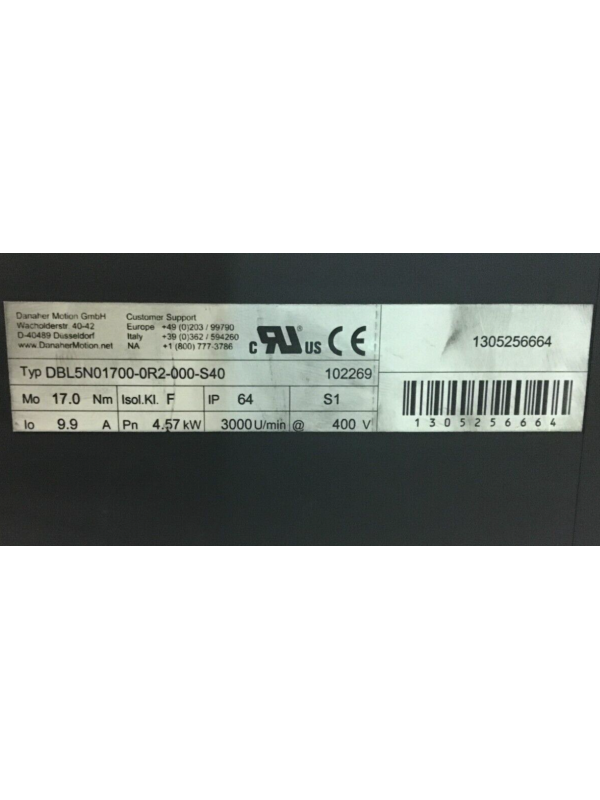 Danaher Motion GmbH
Wacholderstr. 40-42
D-40489 Düsseldorf
www.DanaherMotion.net
Customer Support
Europe +49 (0)203 / 99790
Italy +39 (0)362 / 594260
NA +1 (800) 777-3786
c RU us CE
1305256664
Typ DBL5N01700-0R2-000-S40 102269
Mo 17.0 Nm Isol.Kl. F IP 64 S1
Io 9.9 A Pn 4.57 kW 3000 U/min @ 400 V
1305256664